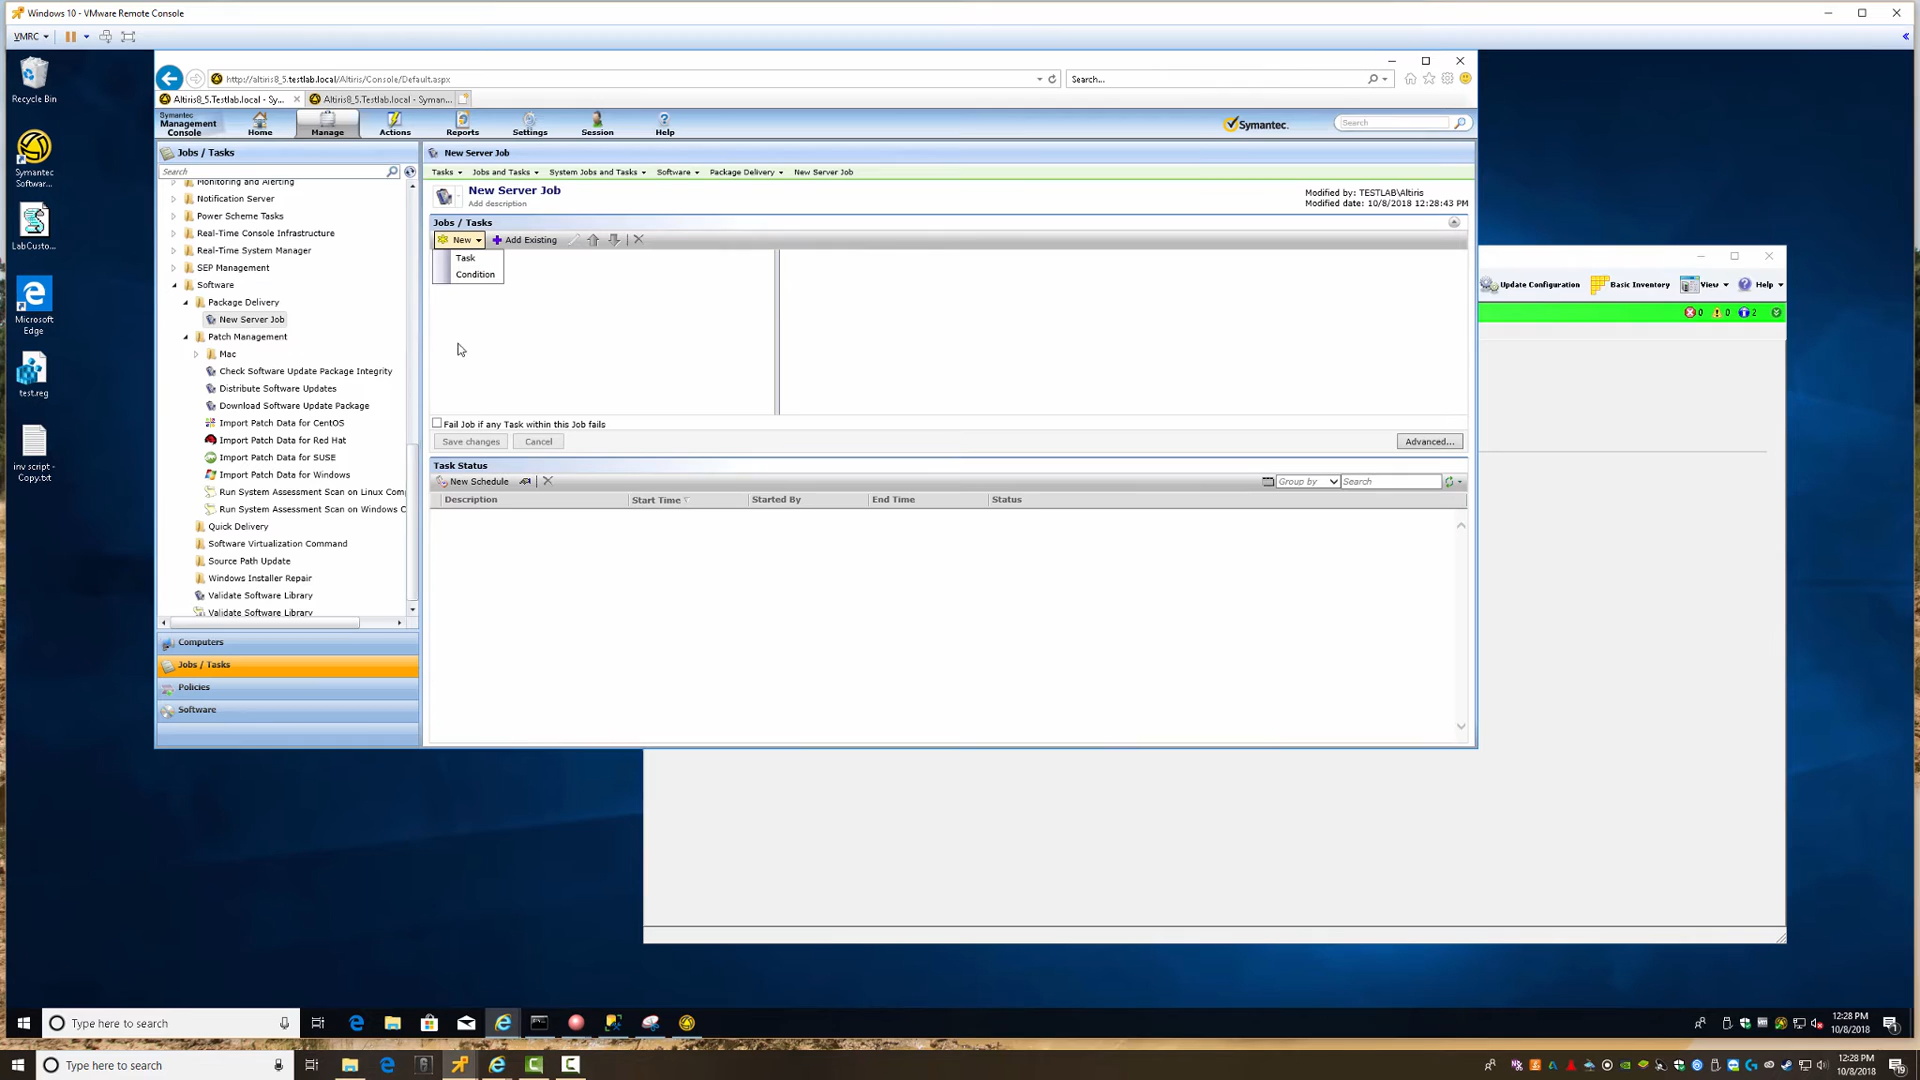 Windows 10 - VMware Remote Console
VMRC
Recycle Bin
Symantec
Softwar...
LabCusto...
Microsoft
Edge
test.reg
inv script -
Copy.txt
http://altiris8_5.testlab.local/Altiris/Console/Default.aspx
Search...
Altiris8_5.Testlab.local - Sy...
Altiris8_5.Testlab.local - Syman...
Symantec
Management
Console
Home
Manage
Actions
Reports
Settings
Session
Help
Symantec.
Search
Jobs / Tasks
Search
Monitoring and Alerting
Notification Server
Power Scheme Tasks
Real-Time Console Infrastructure
Real-Time System Manager
SEP Management
Software
Package Delivery
New Server Job
Patch Management
Mac
Check Software Update Package Integrity
Distribute Software Updates
Download Software Update Package
Import Patch Data for CentOS
Import Patch Data for Red Hat
Import Patch Data for SUSE
Import Patch Data for Windows
Run System Assessment Scan on Linux Com
Run System Assessment Scan on Windows C
Quick Delivery
Software Virtualization Command
Source Path Update
Windows Installer Repair
Validate Software Library
Validate Software Library
Computers
Jobs / Tasks
Policies
Software
New Server Job
Tasks
Jobs and Tasks
System Jobs and Tasks
Software
Package Delivery
New Server Job
New Server Job
Add description
Modified by: TESTLAB\Altiris
Modified date: 10/8/2018 12:28:43 PM
Jobs / Tasks
New
Add Existing
Task
Condition
Fail Job if any Task within this Job fails
Save changes
Cancel
Advanced...
Task Status
New Schedule
Group by
Search
Description
Start Time
Started By
End Time
Status
Update Configuration
Basic Inventory
View
Help
0
0
2
Type here to search
12:28 PM
10/8/2018
1
Type here to search
12:28 PM
10/8/2018
19